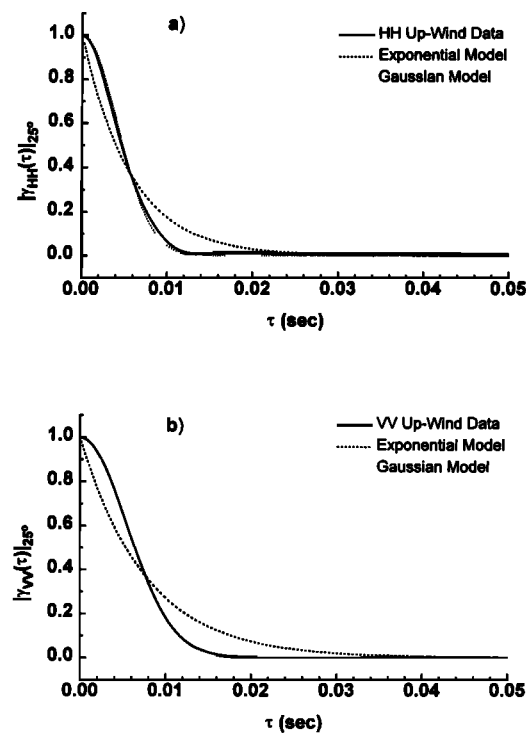 a)
HH Up-Wind Data
Exponential Model
Gaussian Model
|γHH(τ)|25º
1.0
0.8
0.6
0.4
0.2
0.0
0.00 0.01 0.02 0.03 0.04 0.05
τ (sec)
b)
VV Up-Wind Data
Exponential Model
Gaussian Model
|γVV(τ)|25º
1.0
0.8
0.6
0.4
0.2
0.0
0.00 0.01 0.02 0.03 0.04 0.05
τ (sec)